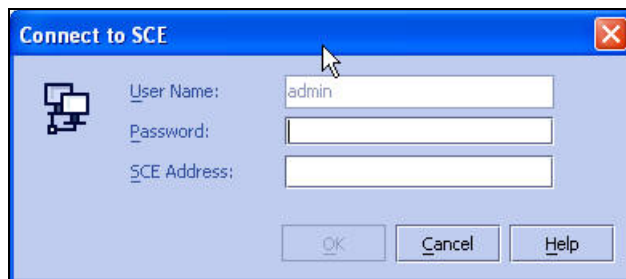 Connect to SCE
User Name: admin
Password:
SCE Address:
OK Cancel Help